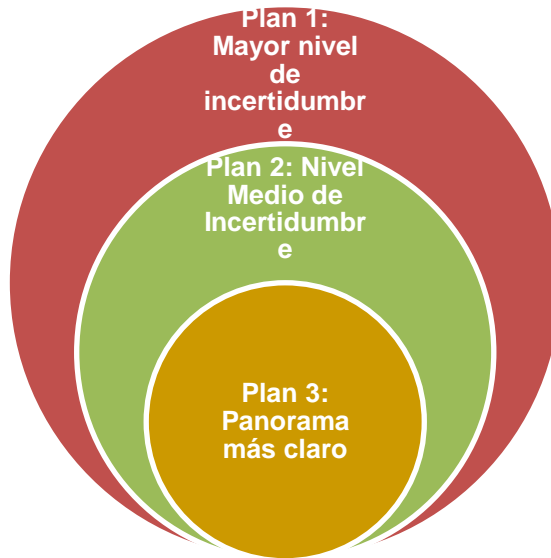 Plan 1:
Mayor nivel
de
incertidumbr
e
Plan 2: Nivel
Medio de
Incertidumbr
e
Plan 3:
Panorama
más claro